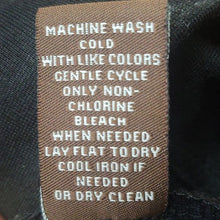 MACHINE WASH
COLD
WITH LIKE COLORS
GENTLE CYCLE
ONLY NON-
CHLORINE
BLEACH
WHEN NEEDED
LAY FLAT TO DRY
COOL IRON IF
NEEDED
OR DRY CLEAN